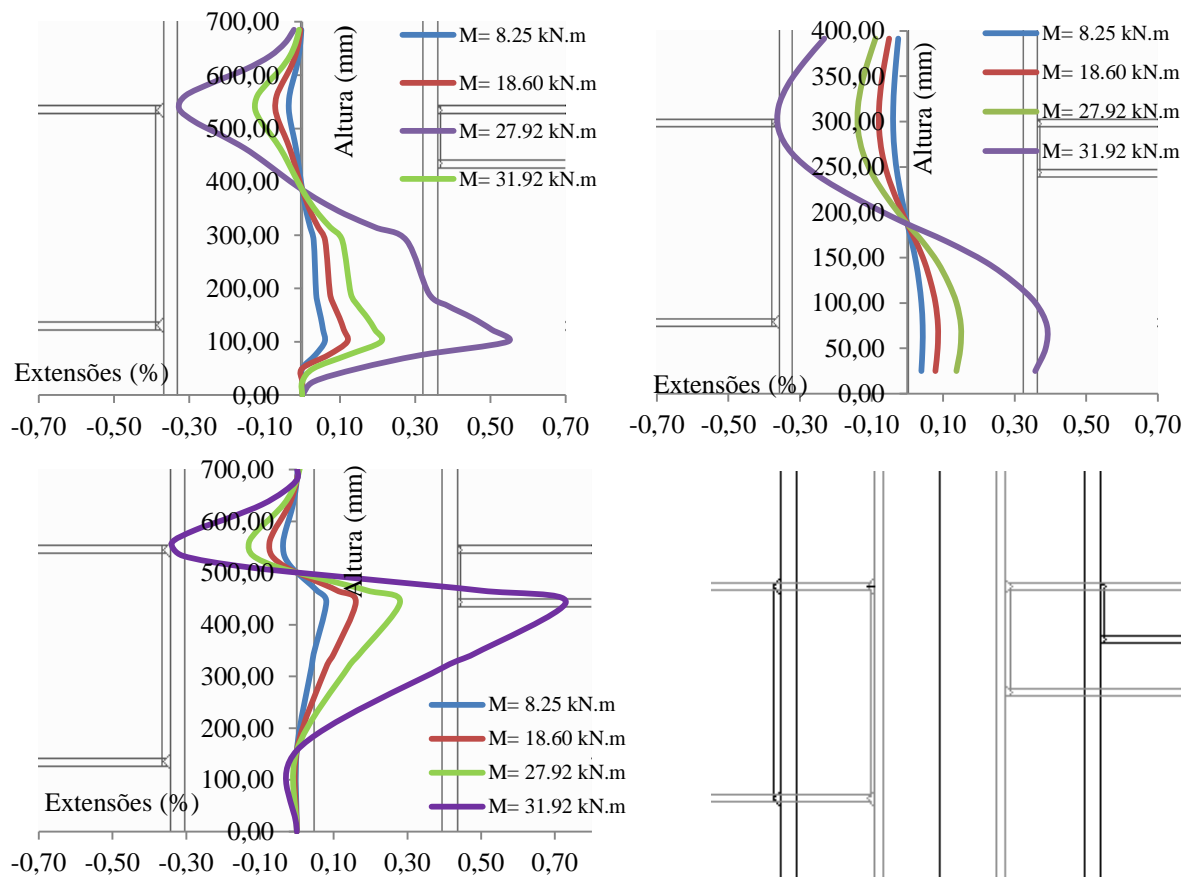 700,00
600,00
500,00
400,00
300,00
200,00
100,00
0,00
Altura (mm)
M= 8.25 kN.m
M= 18.60 kN.m
M= 27.92 kN.m
M= 31.92 kN.m
Extensões (%)
-0,70 -0,50 -0,30 -0,10 0,10 0,30 0,50 0,70
400,00
350,00
300,00
250,00
200,00
150,00
100,00
50,00
0,00
Altura (mm)
M= 8.25 kN.m
M= 18.60 kN.m
M= 27.92 kN.m
M= 31.92 kN.m
Extensões (%)
-0,70 -0,50 -0,30 -0,10 0,10 0,30 0,50 0,70
700,00
600,00
500,00
400,00
300,00
200,00
100,00
0,00
Altura (mm)
M= 8.25 kN.m
M= 18.60 kN.m
M= 27.92 kN.m
M= 31.92 kN.m
Extensões (%)
-0,70 -0,50 -0,30 -0,10 0,10 0,30 0,50 0,70